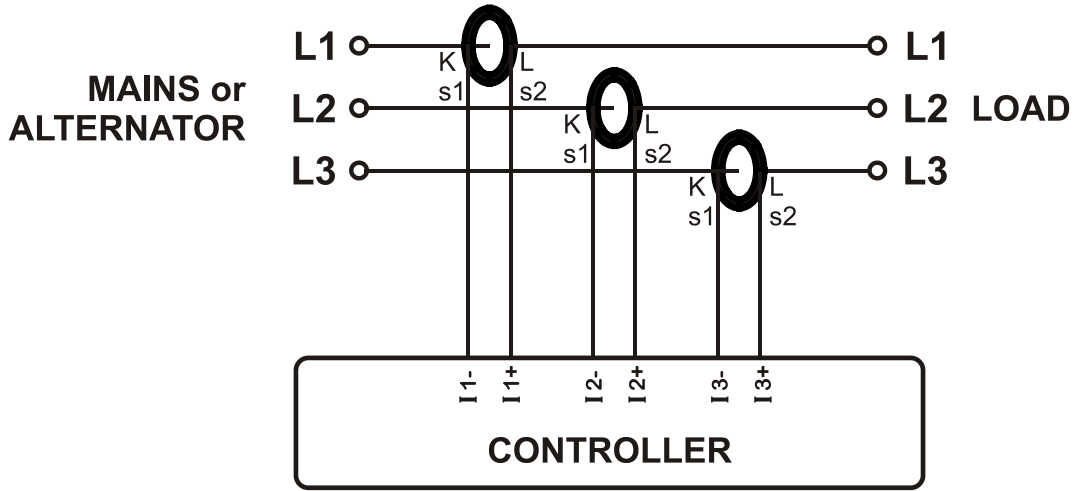 L1
L1
K
L
s1
s2
MAINS or
ALTERNATOR
L2
L2
LOAD
K
L
s1
s2
L3
L3
K
L
s1
s2
I1-
I1+
I2-
I2+
I3-
I3+
CONTROLLER